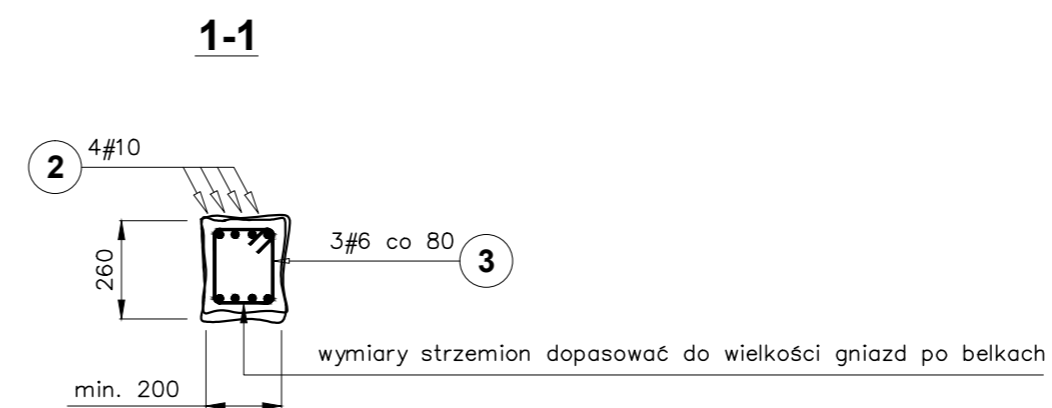 1-1
2
4#10
3#6 co 80
3
260
wymiary strzemion dopasować do wielkości gniazd po belkach
min. 200